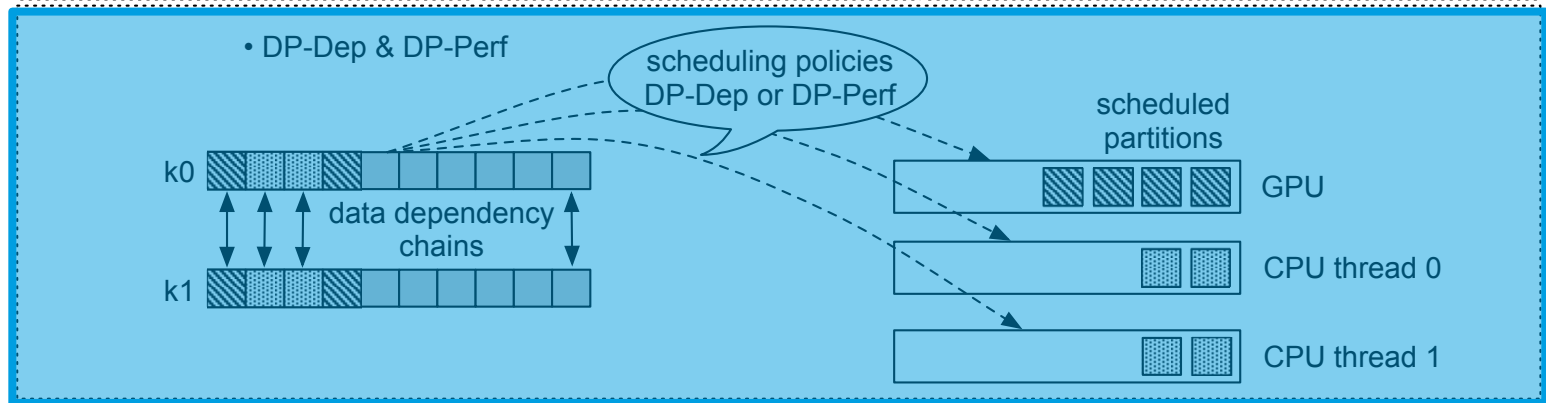 • DP-Dep & DP-Perf
scheduling policies
DP-Dep or DP-Perf
scheduled
partitions
k0
GPU
data dependency
chains
CPU thread 0
k1
CPU thread 1